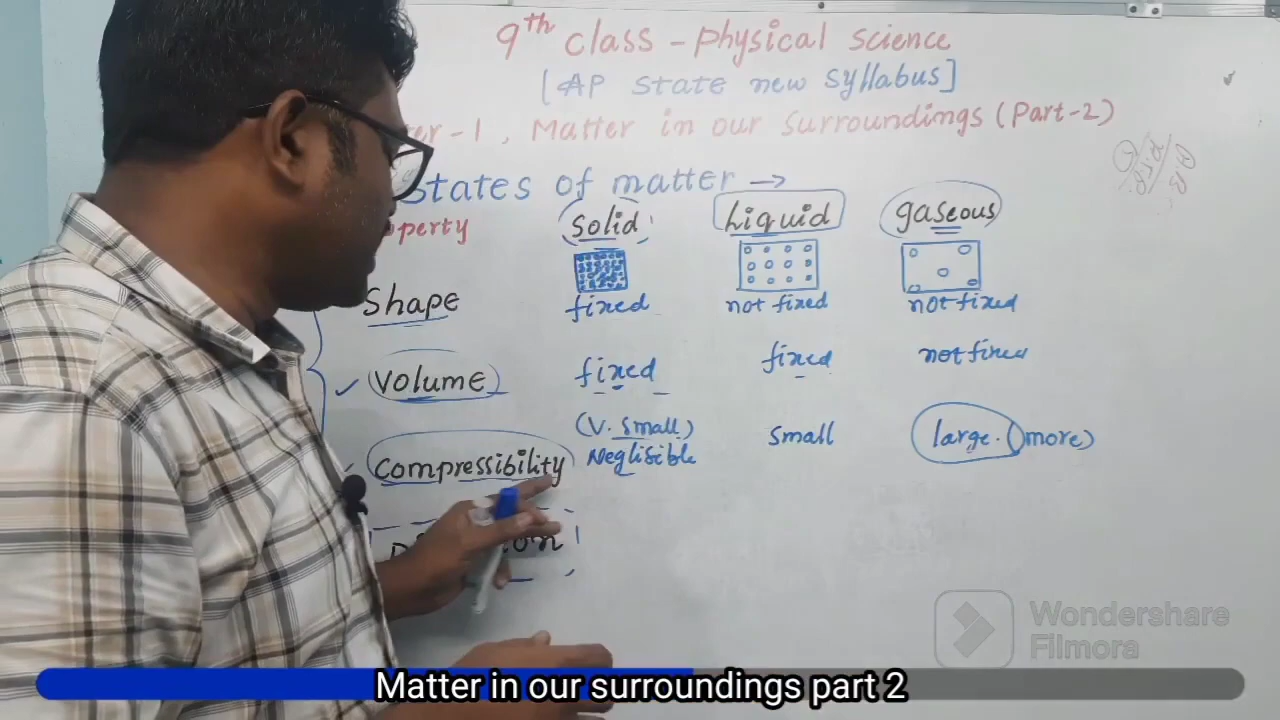 9th class - physical science
[AP state new syllabus]
-1, Matter in our surroundings (Part-2)
States of matter →
Solid Liquid gaseous
Shape fixed not fixed not fixed
Volume fixed fixed not fixed
(V. small) small large. (more)
Compressibility Neglisible
Wondershare
Filmora
Matter in our surroundings part 2